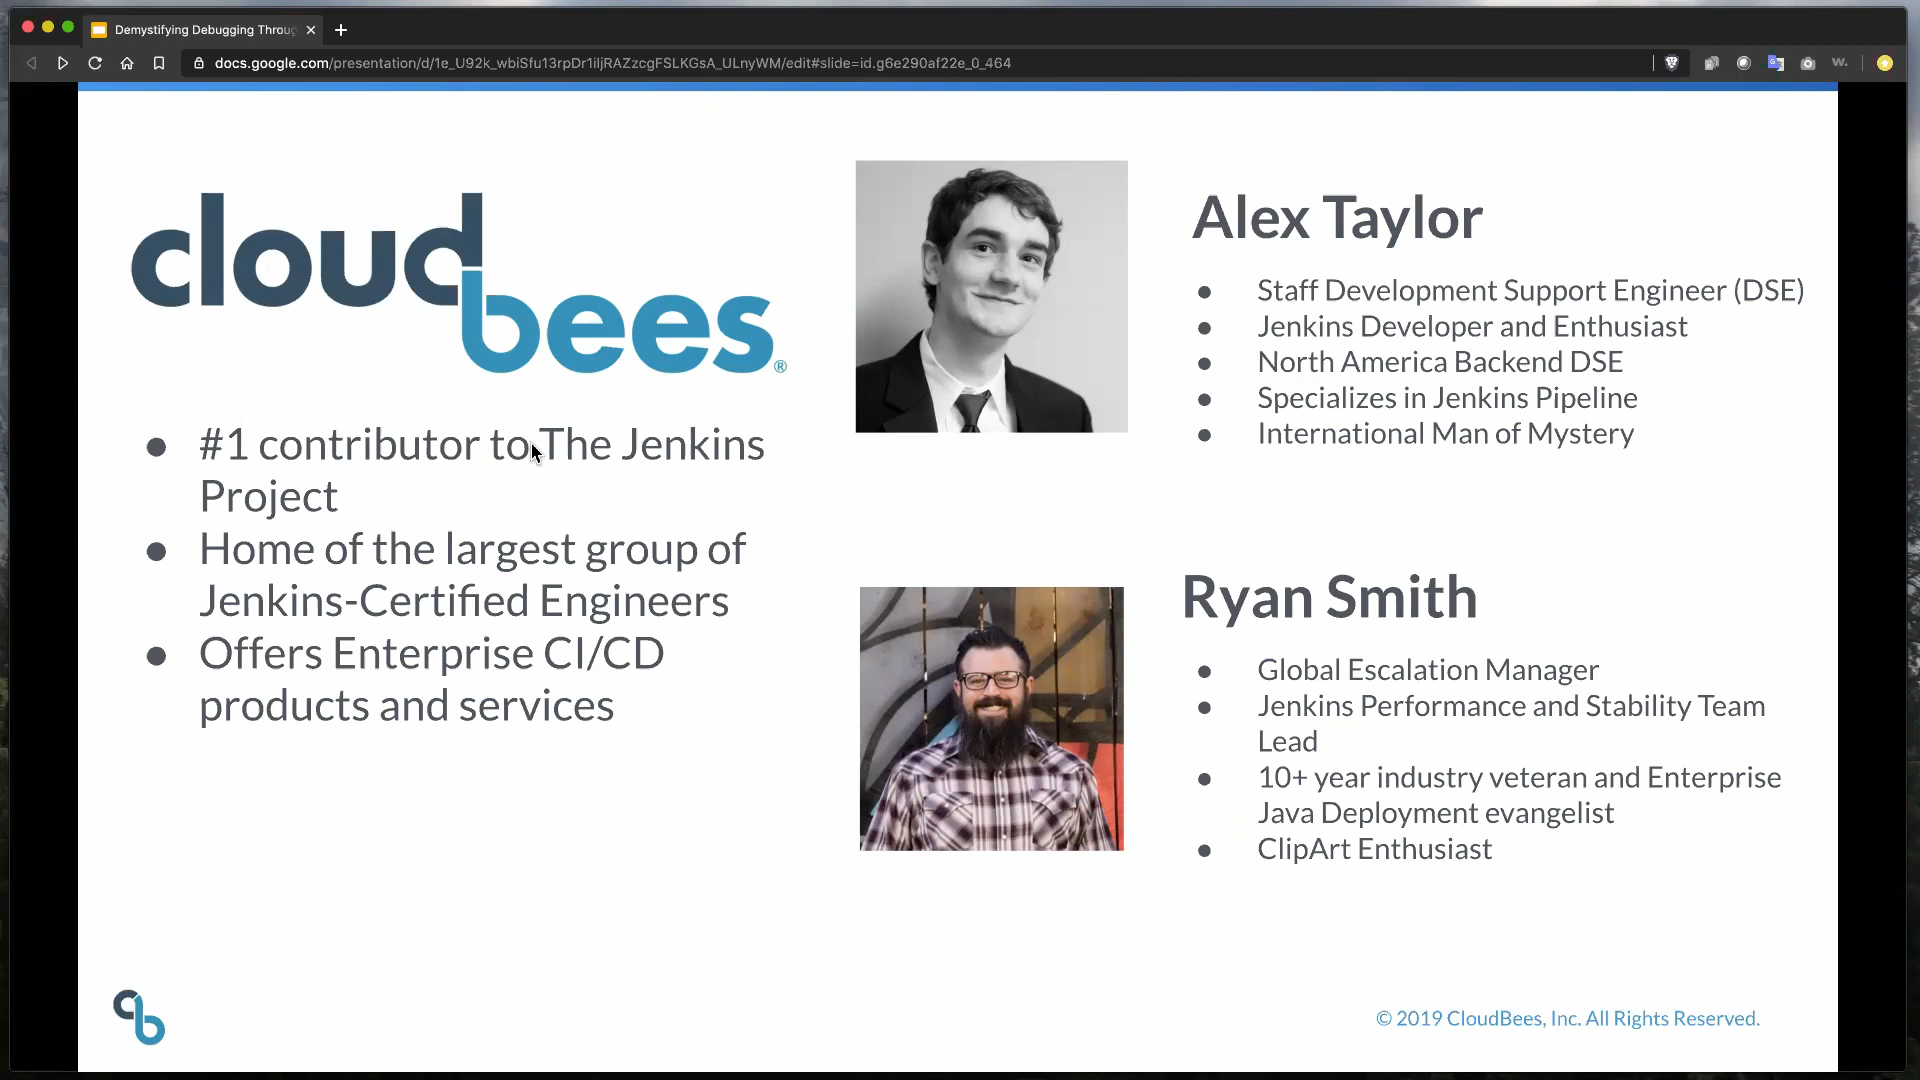 Demystifying Debugging Throu
docs.google.com/presentation/d/1e_U92k_wbiSfu13rpDr1iljRAZzcgFSLKGsA_ULnyWM/edit#slide=id.g6e290af22e_0_464
w.
cloud
bees®
#1 contributor to The Jenkins
Project
Home of the largest group of
Jenkins-Certified Engineers
Offers Enterprise CI/CD
products and services
Alex Taylor
Staff Development Support Engineer (DSE)
Jenkins Developer and Enthusiast
North America Backend DSE
Specializes in Jenkins Pipeline
International Man of Mystery
Ryan Smith
Global Escalation Manager
Jenkins Performance and Stability Team
Lead
10+ year industry veteran and Enterprise
Java Deployment evangelist
ClipArt Enthusiast
cb
© 2019 CloudBees, Inc. All Rights Reserved.